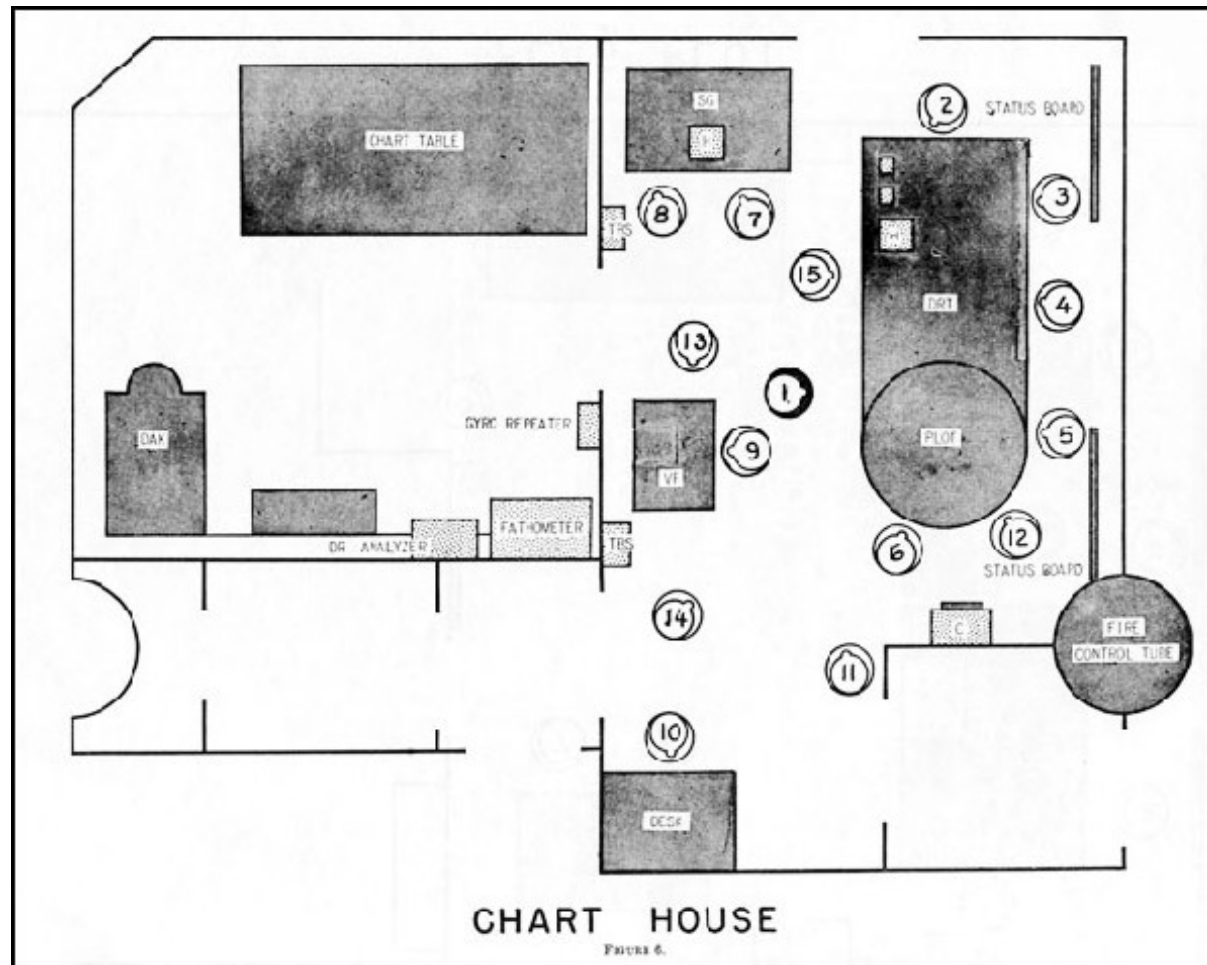 2
STATUS BOARD
SG
CHART TABLE
3
8
7
TBS
15
4
DRT
13
1
GYRO REPEATER
5
DAK
PLOT
9
VF
FATHOMETER
DR ANALYZER
TBS
6
12
STATUS BOARD
14
C
FIRE
CONTROL TUBE
11
10
DESK
CHART HOUSE
FIGURE 6.